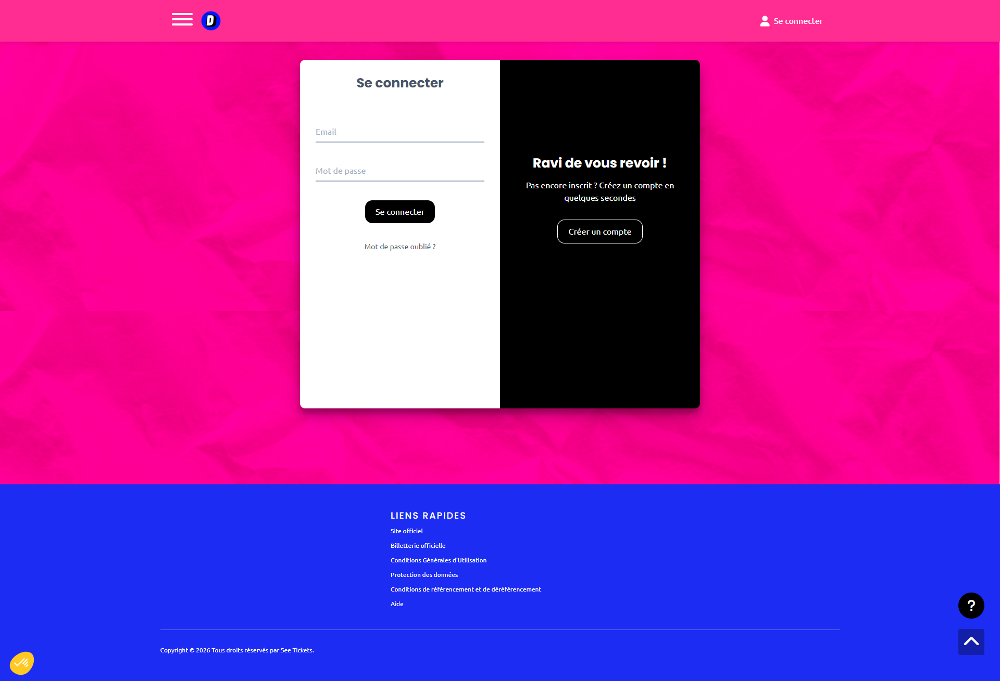 D
Se connecter
Se connecter
Email
Mot de passe
Se connecter
Mot de passe oublié ?
Ravi de vous revoir !
Pas encore inscrit ? Créez un compte en
quelques secondes
Créer un compte
LIENS RAPIDES
Site officiel
Billetterie officielle
Conditions Générales d'Utilisation
Protection des données
Conditions de référencement et de déréférencement
Aide
?
Copyright © 2026 Tous droits réservés par See Tickets.